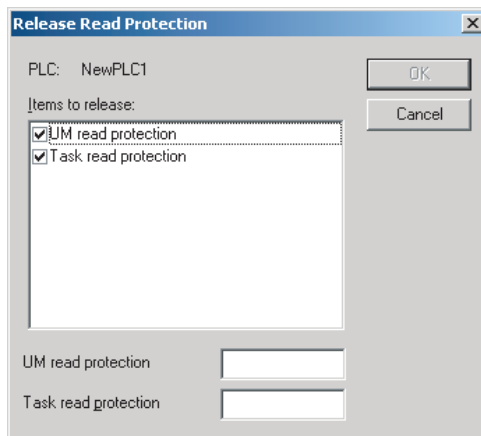 Release Read Protection
PLC: NewPLC1
OK
Items to release:
Cancel
UM read protection
Task read protection
UM read protection
Task read protection